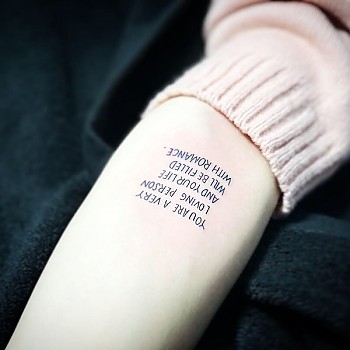 YOU ARE A VERY
LOVING PERSON
AND YOUR LIFE
WILL BE FILLED
WITH ROMANCE.